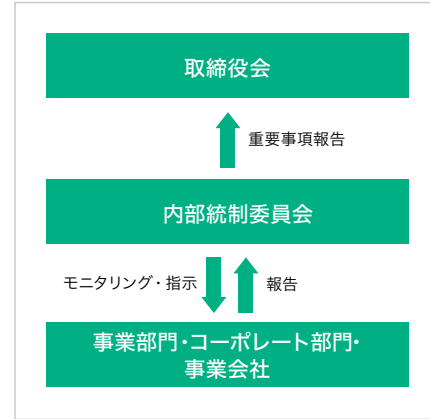 取締役会
重要事項報告
内部統制委員会
モニタリング・指示
報告
事業部門・コーポレート部門・
事業会社